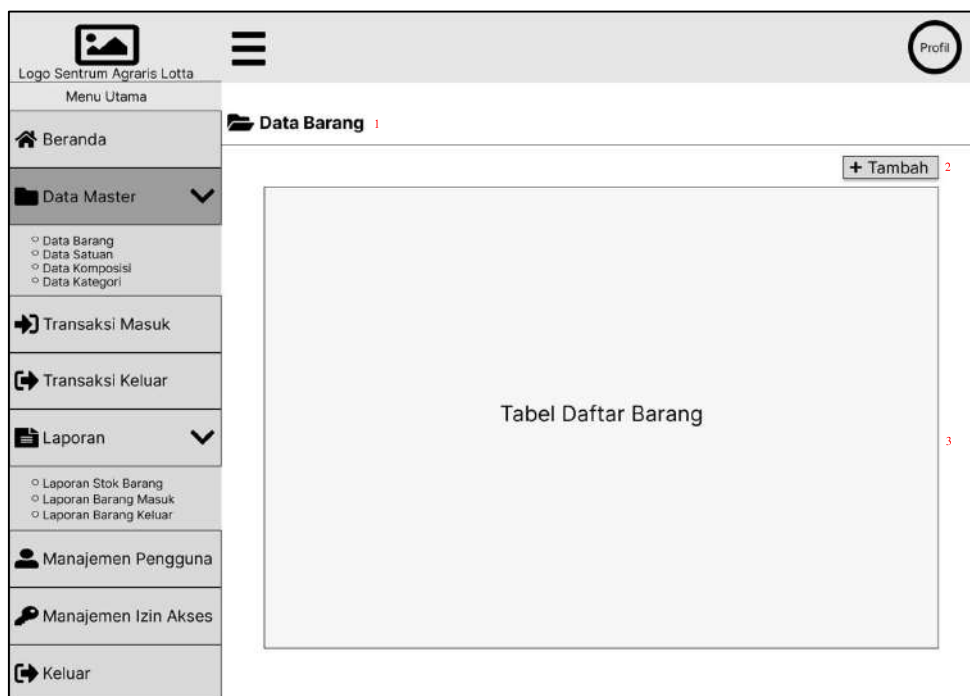 Profil
Logo Sentrum Agraris Lotta
Menu Utama
Beranda
Data Master
Data Barang
Data Satuan
Data Komposisi
Data Kategori
Transaksi Masuk
Transaksi Keluar
Laporan
Laporan Stok Barang
Laporan Barang Masuk
Laporan Barang Keluar
Manajemen Pengguna
Manajemen Izin Akses
Keluar
Data Barang 1
+ Tambah 2
Tabel Daftar Barang
3